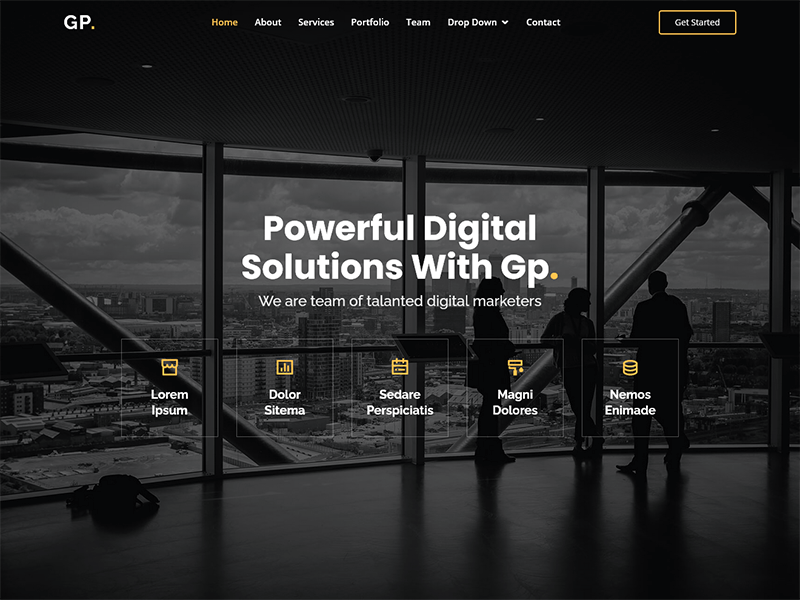 GP.
Home About Services Portfolio Team Drop Down Contact
Get Started
Powerful Digital
Solutions With Gp.
We are team of talanted digital marketers
Lorem
Ipsum
Dolor
Sitema
Sedare
Perspiciatis
Magni
Dolores
Nemos
Enimade